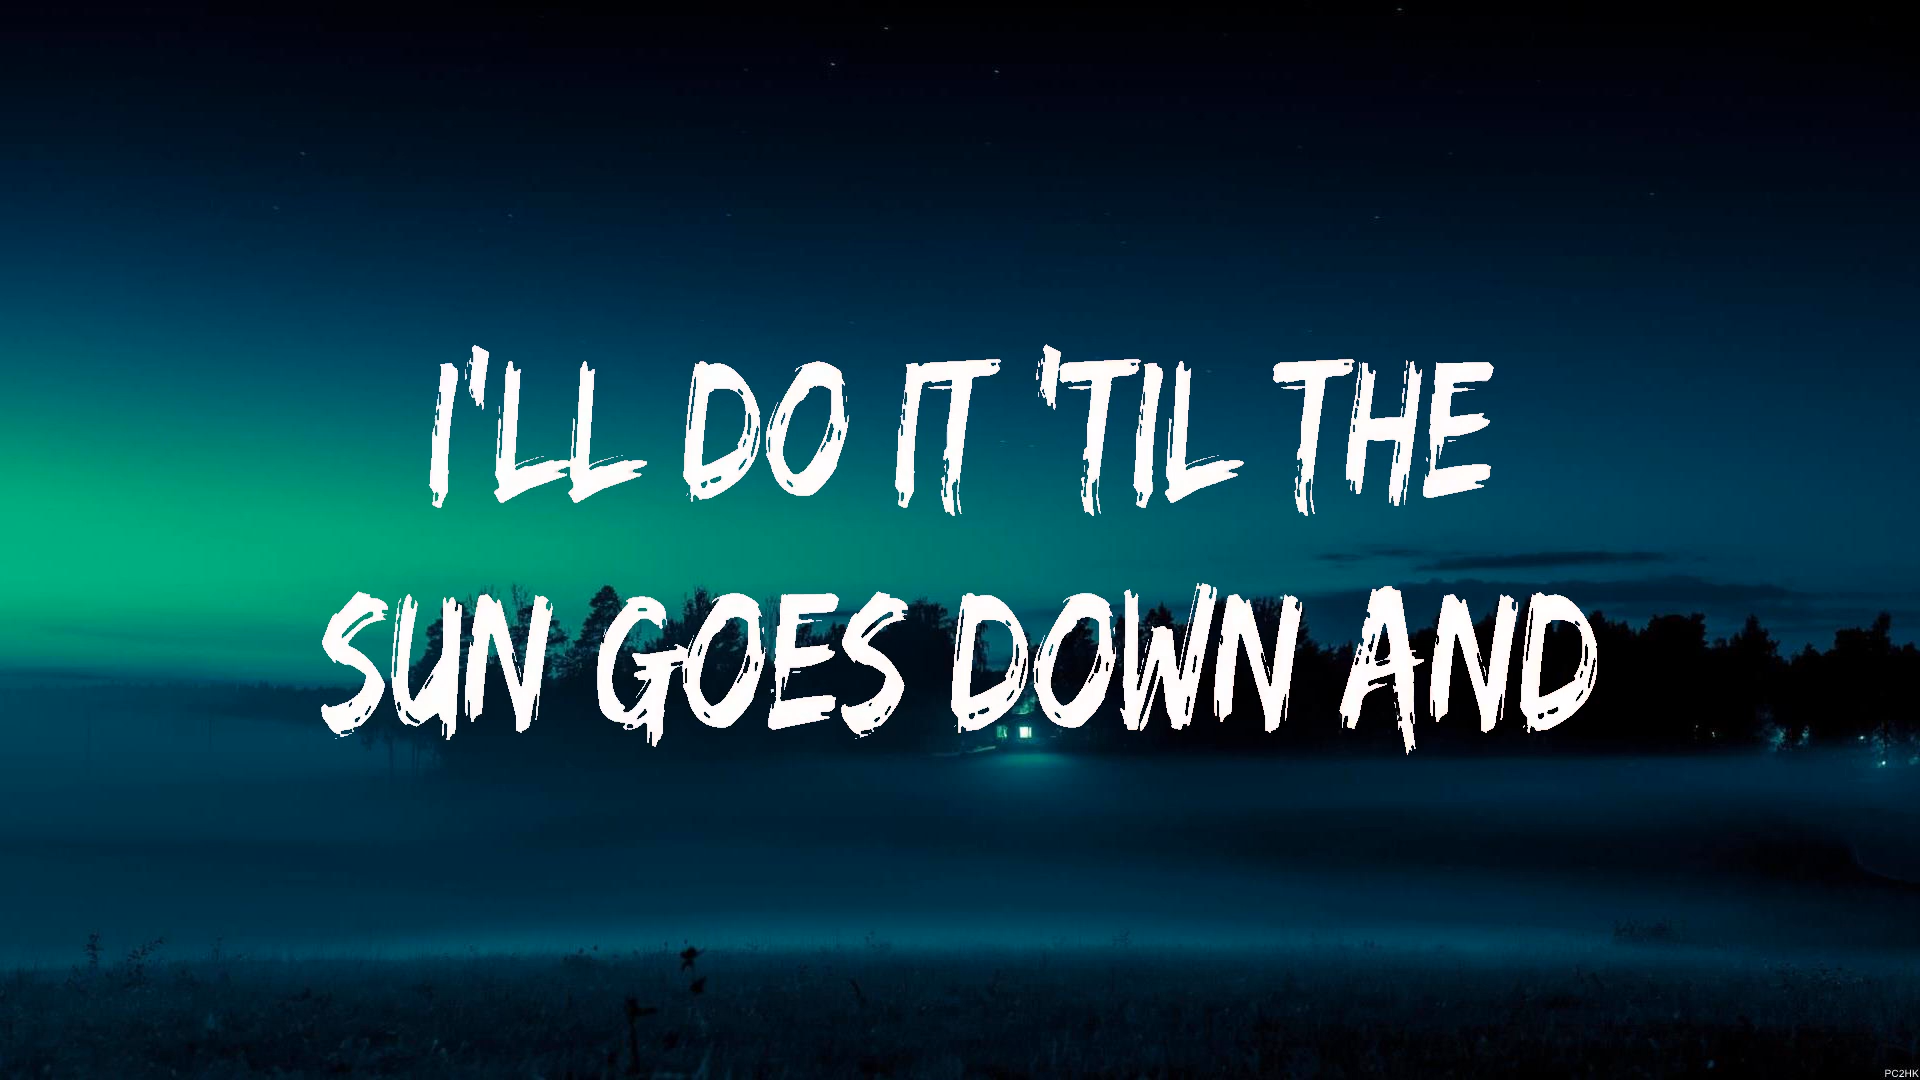 I'LL DO IT 'TIL THE
SUN GOES DOWN AND
PC2HK